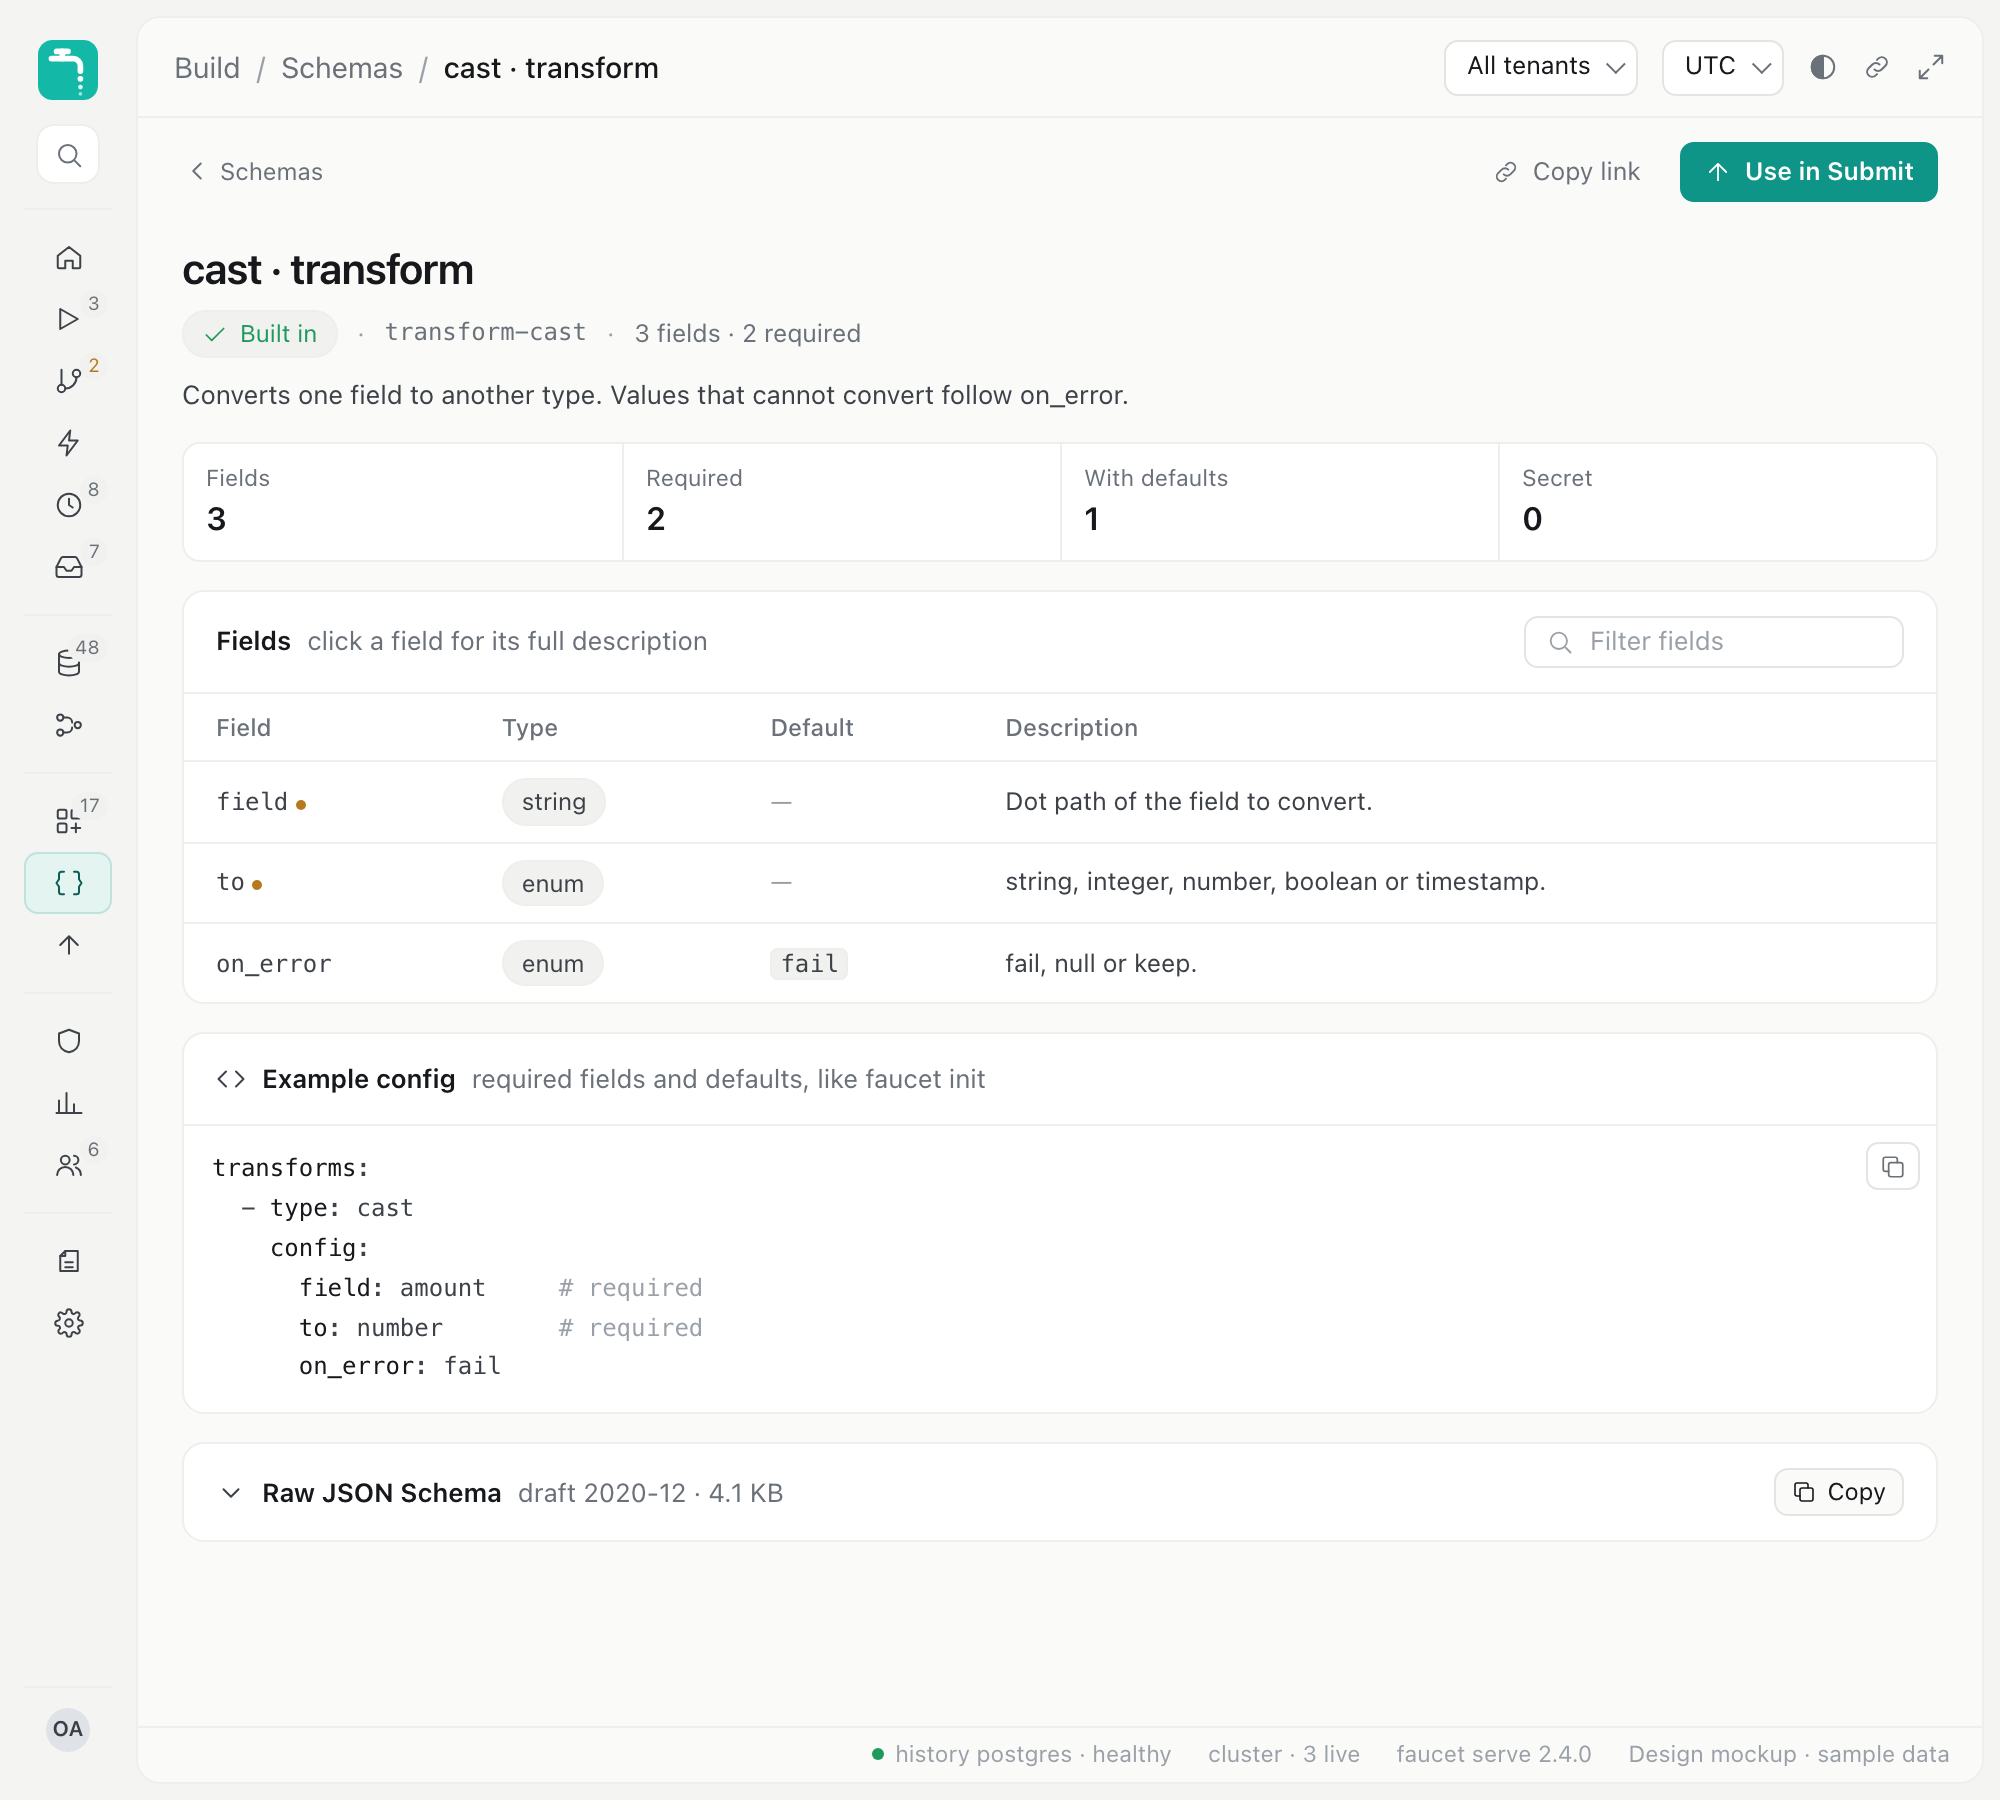 Build / Schemas / cast · transform
All tenants
UTC
Schemas
Copy link
Use in Submit
cast · transform
Built in · transform-cast · 3 fields · 2 required
Converts one field to another type. Values that cannot convert follow on_error.
Fields
3
Required
2
With defaults
1
Secret
0
Fields click a field for its full description
Filter fields
Field Type Default Description
field string — Dot path of the field to convert.
to enum — string, integer, number, boolean or timestamp.
on_error enum fail fail, null or keep.
Example config required fields and defaults, like faucet init
transforms:
  - type: cast
    config:
      field: amount     # required
      to: number        # required
      on_error: fail
Raw JSON Schema draft 2020-12 · 4.1 KB
Copy
3
2
8
7
48
17
6
OA
history postgres · healthy
cluster · 3 live
faucet serve 2.4.0
Design mockup · sample data